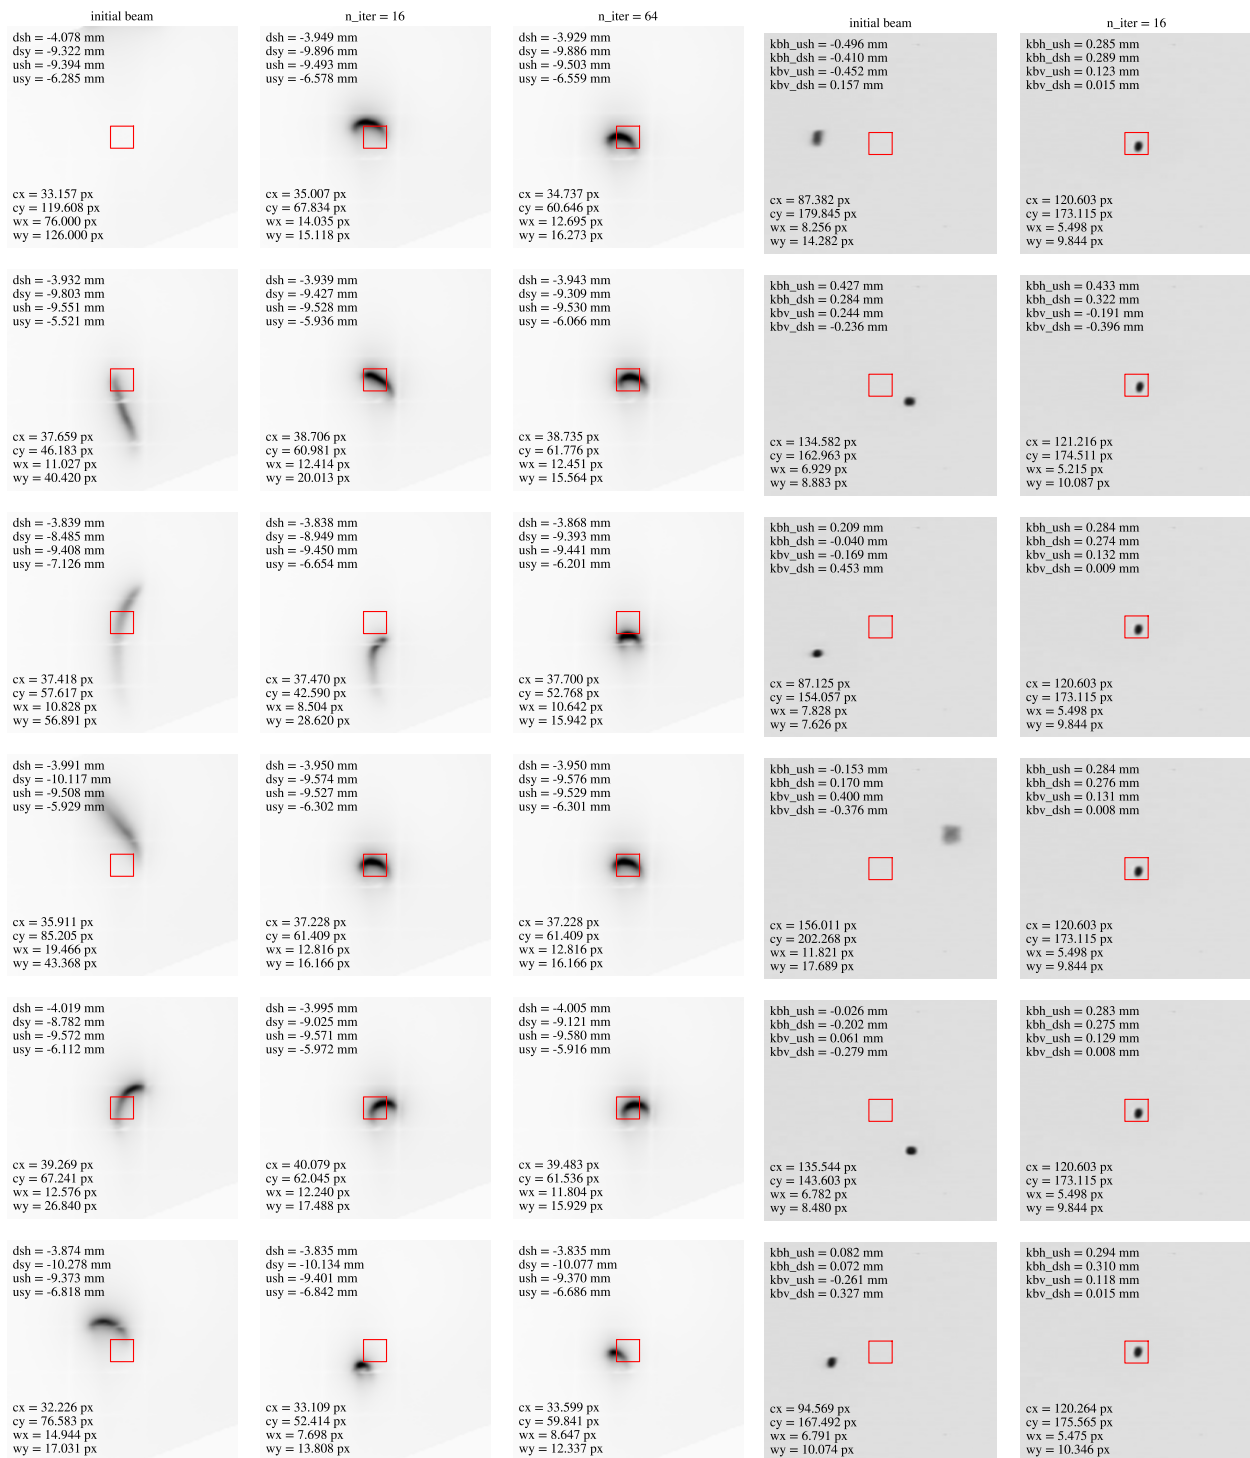 initial beam
n_iter = 16
n_iter = 64
initial beam
n_iter = 16
dsh = -4.078 mm
dsy = -9.322 mm
ush = -9.394 mm
usy = -6.285 mm
cx = 33.157 px
cy = 119.608 px
wx = 76.000 px
wy = 126.000 px
dsh = -3.949 mm
dsy = -9.896 mm
ush = -9.493 mm
usy = -6.578 mm
cx = 35.007 px
cy = 67.834 px
wx = 14.035 px
wy = 15.118 px
dsh = -3.929 mm
dsy = -9.886 mm
ush = -9.503 mm
usy = -6.559 mm
cx = 34.737 px
cy = 60.646 px
wx = 12.695 px
wy = 16.273 px
kbh_ush = -0.496 mm
kbh_dsh = -0.410 mm
kbv_ush = -0.452 mm
kbv_dsh = 0.157 mm
cx = 87.382 px
cy = 179.845 px
wx = 8.256 px
wy = 14.282 px
kbh_ush = 0.285 mm
kbh_dsh = 0.289 mm
kbv_ush = 0.123 mm
kbv_dsh = 0.015 mm
cx = 120.603 px
cy = 173.115 px
wx = 5.498 px
wy = 9.844 px
dsh = -3.932 mm
dsy = -9.803 mm
ush = -9.551 mm
usy = -5.521 mm
cx = 37.659 px
cy = 46.183 px
wx = 11.027 px
wy = 40.420 px
dsh = -3.939 mm
dsy = -9.427 mm
ush = -9.528 mm
usy = -5.936 mm
cx = 38.706 px
cy = 60.981 px
wx = 12.414 px
wy = 20.013 px
dsh = -3.943 mm
dsy = -9.309 mm
ush = -9.530 mm
usy = -6.066 mm
cx = 38.735 px
cy = 61.776 px
wx = 12.451 px
wy = 15.564 px
kbh_ush = 0.427 mm
kbh_dsh = 0.284 mm
kbv_ush = 0.244 mm
kbv_dsh = -0.236 mm
cx = 134.582 px
cy = 162.963 px
wx = 6.929 px
wy = 8.883 px
kbh_ush = 0.433 mm
kbh_dsh = 0.322 mm
kbv_ush = -0.191 mm
kbv_dsh = -0.396 mm
cx = 121.216 px
cy = 174.511 px
wx = 5.215 px
wy = 10.087 px
dsh = -3.839 mm
dsy = -8.485 mm
ush = -9.408 mm
usy = -7.126 mm
cx = 37.418 px
cy = 57.617 px
wx = 10.828 px
wy = 56.891 px
dsh = -3.838 mm
dsy = -8.949 mm
ush = -9.450 mm
usy = -6.654 mm
cx = 37.470 px
cy = 42.590 px
wx = 8.504 px
wy = 28.620 px
dsh = -3.868 mm
dsy = -9.393 mm
ush = -9.441 mm
usy = -6.201 mm
cx = 37.700 px
cy = 52.768 px
wx = 10.642 px
wy = 15.942 px
kbh_ush = 0.209 mm
kbh_dsh = -0.040 mm
kbv_ush = -0.169 mm
kbv_dsh = 0.453 mm
cx = 87.125 px
cy = 154.057 px
wx = 7.828 px
wy = 7.626 px
kbh_ush = 0.284 mm
kbh_dsh = 0.274 mm
kbv_ush = 0.132 mm
kbv_dsh = 0.009 mm
cx = 120.603 px
cy = 173.115 px
wx = 5.498 px
wy = 9.844 px
dsh = -3.991 mm
dsy = -10.117 mm
ush = -9.508 mm
usy = -5.929 mm
cx = 35.911 px
cy = 85.205 px
wx = 19.466 px
wy = 43.368 px
dsh = -3.950 mm
dsy = -9.574 mm
ush = -9.527 mm
usy = -6.302 mm
cx = 37.228 px
cy = 61.409 px
wx = 12.816 px
wy = 16.166 px
dsh = -3.950 mm
dsy = -9.576 mm
ush = -9.529 mm
usy = -6.301 mm
cx = 37.228 px
cy = 61.409 px
wx = 12.816 px
wy = 16.166 px
kbh_ush = -0.153 mm
kbh_dsh = 0.170 mm
kbv_ush = 0.400 mm
kbv_dsh = -0.376 mm
cx = 156.011 px
cy = 202.268 px
wx = 11.821 px
wy = 17.689 px
kbh_ush = 0.284 mm
kbh_dsh = 0.276 mm
kbv_ush = 0.131 mm
kbv_dsh = 0.008 mm
cx = 120.603 px
cy = 173.115 px
wx = 5.498 px
wy = 9.844 px
dsh = -4.019 mm
dsy = -8.782 mm
ush = -9.572 mm
usy = -6.112 mm
cx = 39.269 px
cy = 67.241 px
wx = 12.576 px
wy = 26.840 px
dsh = -3.995 mm
dsy = -9.025 mm
ush = -9.571 mm
usy = -5.972 mm
cx = 40.079 px
cy = 62.045 px
wx = 12.240 px
wy = 17.488 px
dsh = -4.005 mm
dsy = -9.121 mm
ush = -9.580 mm
usy = -5.916 mm
cx = 39.483 px
cy = 61.536 px
wx = 11.804 px
wy = 15.929 px
kbh_ush = -0.026 mm
kbh_dsh = -0.202 mm
kbv_ush = 0.061 mm
kbv_dsh = -0.279 mm
cx = 135.544 px
cy = 143.603 px
wx = 6.782 px
wy = 8.480 px
kbh_ush = 0.283 mm
kbh_dsh = 0.275 mm
kbv_ush = 0.129 mm
kbv_dsh = 0.008 mm
cx = 120.603 px
cy = 173.115 px
wx = 5.498 px
wy = 9.844 px
dsh = -3.874 mm
dsy = -10.278 mm
ush = -9.373 mm
usy = -6.818 mm
cx = 32.226 px
cy = 76.583 px
wx = 14.944 px
wy = 17.031 px
dsh = -3.835 mm
dsy = -10.134 mm
ush = -9.401 mm
usy = -6.842 mm
cx = 33.109 px
cy = 52.414 px
wx = 7.698 px
wy = 13.808 px
dsh = -3.835 mm
dsy = -10.077 mm
ush = -9.370 mm
usy = -6.686 mm
cx = 33.599 px
cy = 59.841 px
wx = 8.647 px
wy = 12.337 px
kbh_ush = 0.082 mm
kbh_dsh = 0.072 mm
kbv_ush = -0.261 mm
kbv_dsh = 0.327 mm
cx = 94.569 px
cy = 167.492 px
wx = 6.791 px
wy = 10.074 px
kbh_ush = 0.294 mm
kbh_dsh = 0.310 mm
kbv_ush = 0.118 mm
kbv_dsh = 0.015 mm
cx = 120.264 px
cy = 175.565 px
wx = 5.475 px
wy = 10.346 px